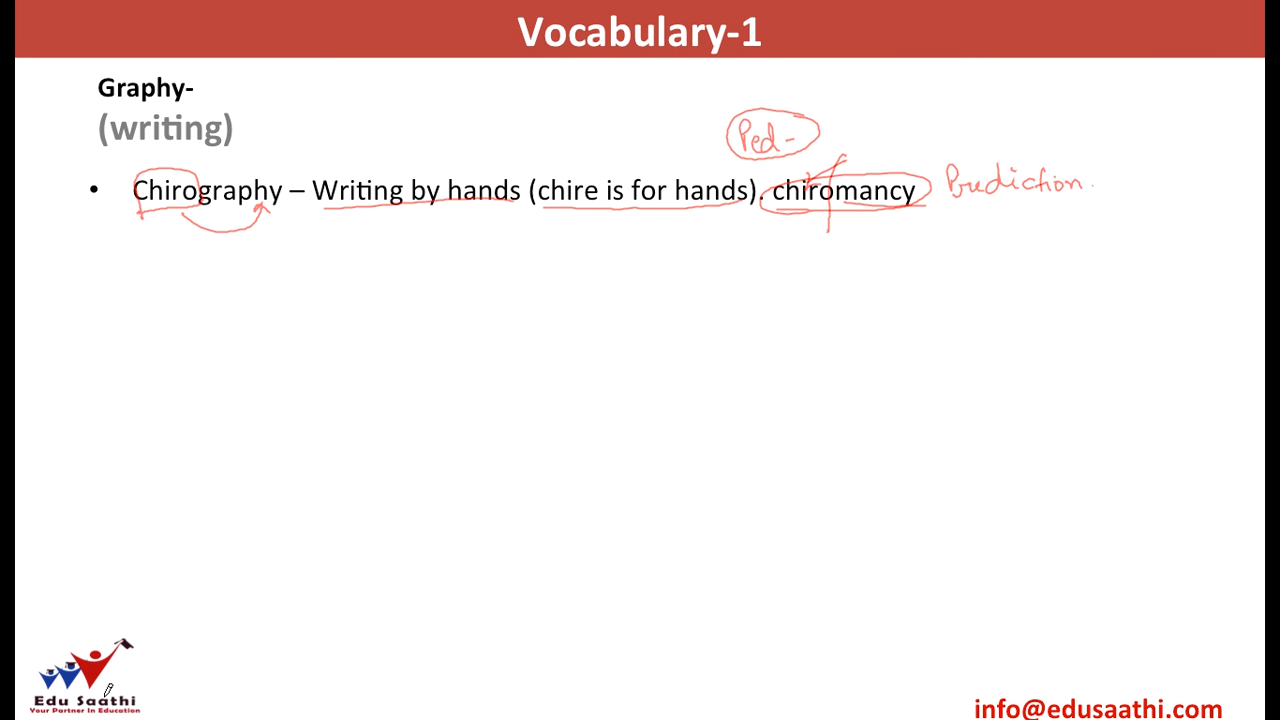 Vocabulary-1
Graphy-
(writing)
Ped -
• Chirography – Writing by hands (chire is for hands). chiromancy Prediction.
Edu Saathi
Your Partner In Education
info@edusaathi.com